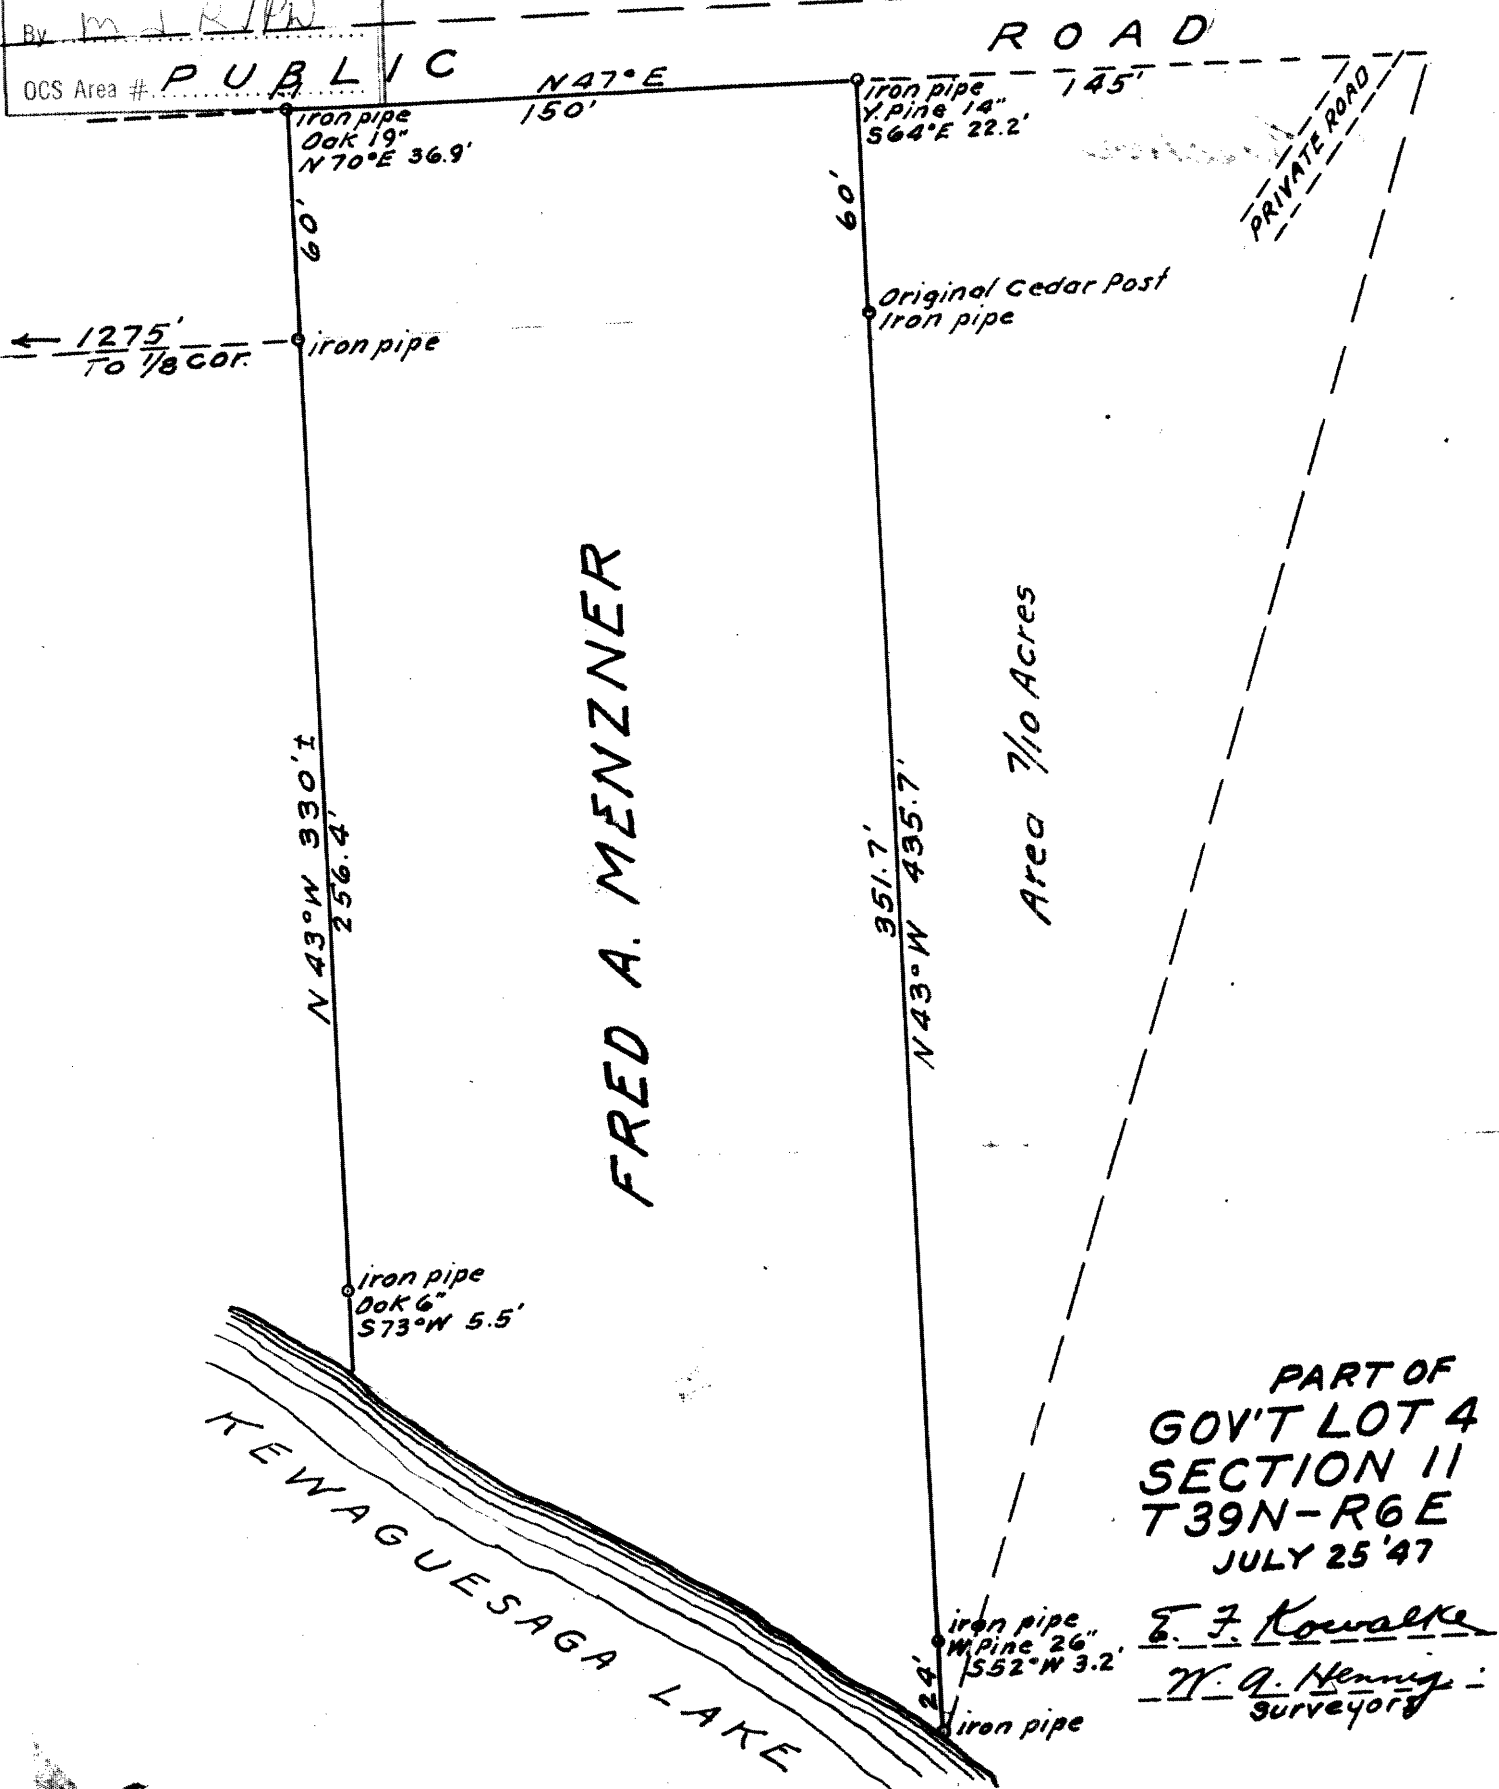 By
OCS Area #
PUBLIC ROAD
N47°E
150'
145'
PRIVATE ROAD
iron pipe
Oak 19"
N 70°E 36.9'
iron pipe
Y. Pine 14"
S64°E 22.2'
60'
60'
Original Cedar Post
Iron pipe
1275'
To 1/8 Cor.
iron pipe
FRED A. MENZNER
Area 7/10 Acres
N 43°W 330'±
256.4'
351.7'
N43°W 435.7'
iron pipe
Oak 6"
S73°W 5.5'
KEWAGUESAGA LAKE
iron pipe
W Pine 26"
S52°W 3.2'
24'
iron pipe
PART OF
GOV'T LOT 4
SECTION 11
T39N-R6E
JULY 25 '47
E. F. Kowalke
W. A. Hennig
Surveyors